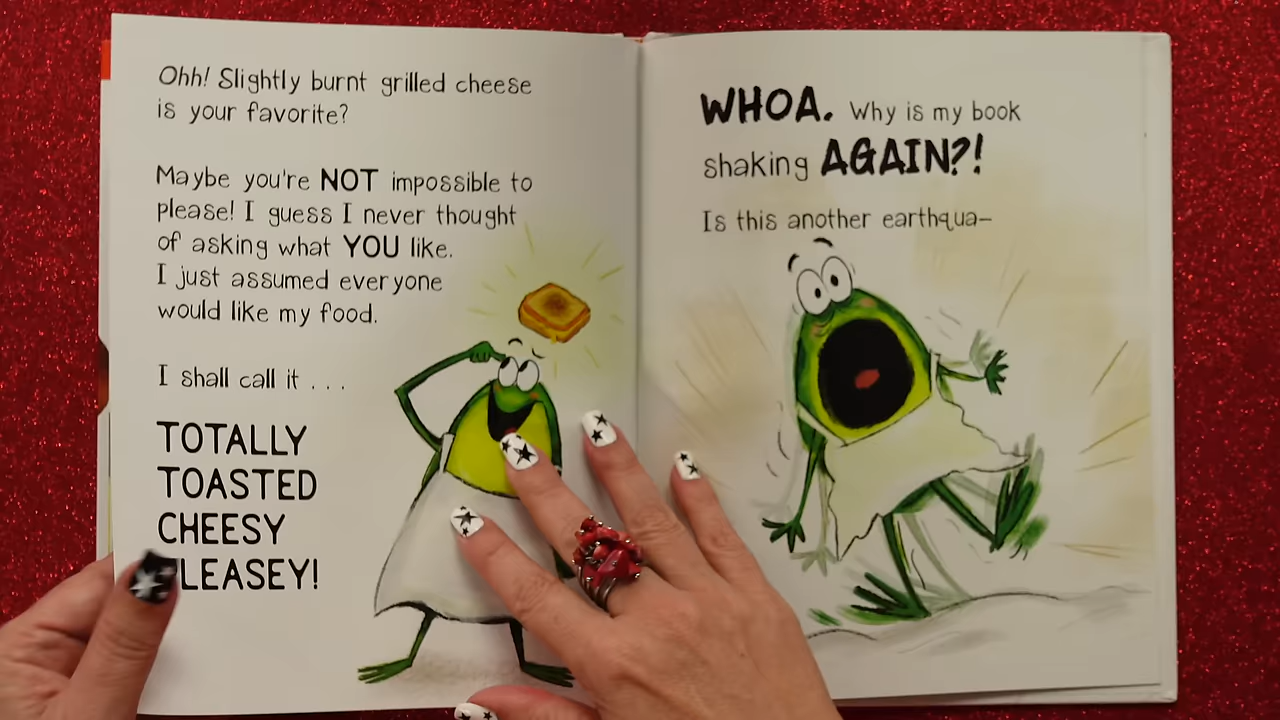 Ohh! Slightly burnt grilled cheese
is your favorite?
Maybe you're NOT impossible to
please! I guess I never thought
of asking what YOU like.
I just assumed everyone
would like my food.
I shall call it . . .
TOTALLY
TOASTED
CHEESY
LEASEY!
WHOA. Why is my book
shaking AGAIN?!
Is this another earthqua–